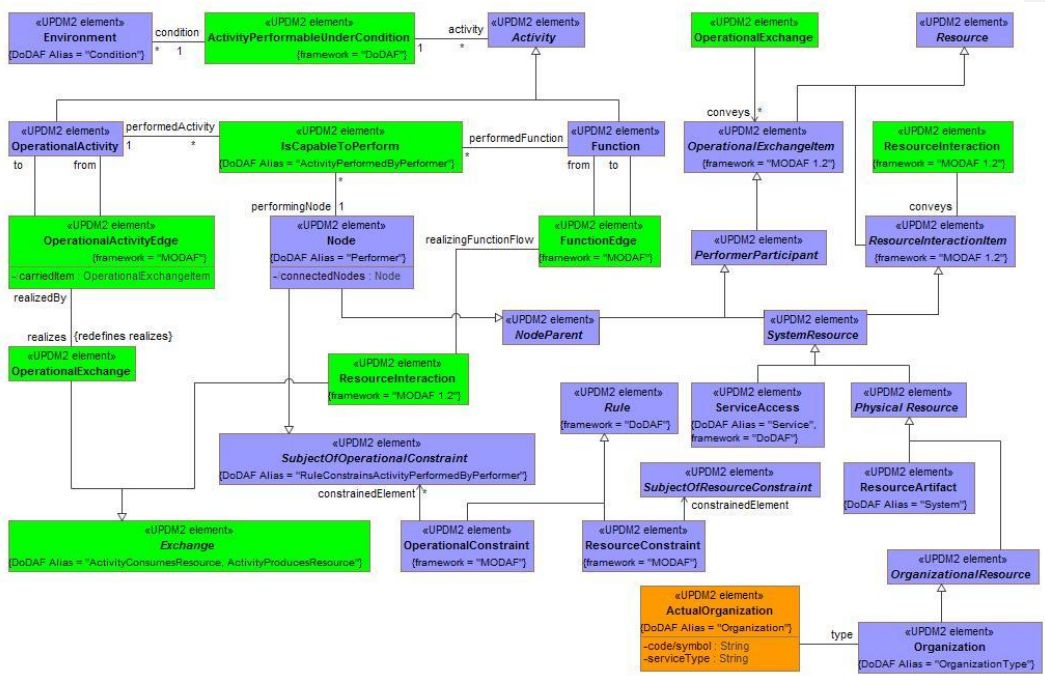 «UPDM2 element»
Environment
{DoDAF Alias = "Condition"}
condition
* 1
«UPDM2 element»
ActivityPerformableUnderCondition
{framework = "DoDAF"}
activity
1 *
«UPDM2 element»
Activity
«UPDM2 element»
OperationalExchange
«UPDM2 element»
Resource
conveys *
«UPDM2 element»
OperationalActivity
performedActivity
1 *
«UPDM2 element»
IsCapableToPerform
{DoDAF Alias = "ActivityPerformedByPerformer"}
performedFunction
*
«UPDM2 element»
Function
«UPDM2 element»
OperationalExchangeItem
{framework = "MODAF 1.2"}
«UPDM2 element»
ResourceInteraction
{framework = "MODAF 1.2"}
to from
*
from to
performingNode 1
conveys
«UPDM2 element»
OperationalActivityEdge
{framework = "MODAF"}
- carriedItem : OperationalExchangeItem
«UPDM2 element»
Node
{DoDAF Alias = "Performer"}
-/connectedNodes : Node
realizingFunctionFlow
«UPDM2 element»
FunctionEdge
{framework = "MODAF"}
«UPDM2 element»
PerformerParticipant
«UPDM2 element»
ResourceInteractionItem
{framework = "MODAF 1.2"}
realizedBy
realizes {redefines realizes}
«UPDM2 element»
NodeParent
«UPDM2 element»
SystemResource
«UPDM2 element»
OperationalExchange
«UPDM2 element»
ResourceInteraction
{framework = "MODAF 1.2"}
«UPDM2 element»
Rule
{framework = "DoDAF"}
«UPDM2 element»
ServiceAccess
{DoDAF Alias = "Service",
framework = "DoDAF"}
«UPDM2 element»
Physical Resource
«UPDM2 element»
SubjectOfOperationalConstraint
{DoDAF Alias = "RuleConstrainsActivityPerformedByPerformer"}
constrainedElement *
«UPDM2 element»
SubjectOfResourceConstraint
constrainedElement
«UPDM2 element»
ResourceArtifact
{DoDAF Alias = "System"}
«UPDM2 element»
Exchange
{DoDAF Alias = "ActivityConsumesResource, ActivityProducesResource"}
«UPDM2 element»
OperationalConstraint
{framework = "MODAF"}
«UPDM2 element»
ResourceConstraint
{framework = "MODAF"}
«UPDM2 element»
OrganizationalResource
«UPDM2 element»
ActualOrganization
{DoDAF Alias = "Organization"}
-code/symbol : String
-serviceType : String
type
«UPDM2 element»
Organization
{DoDAF Alias = "OrganizationType"}